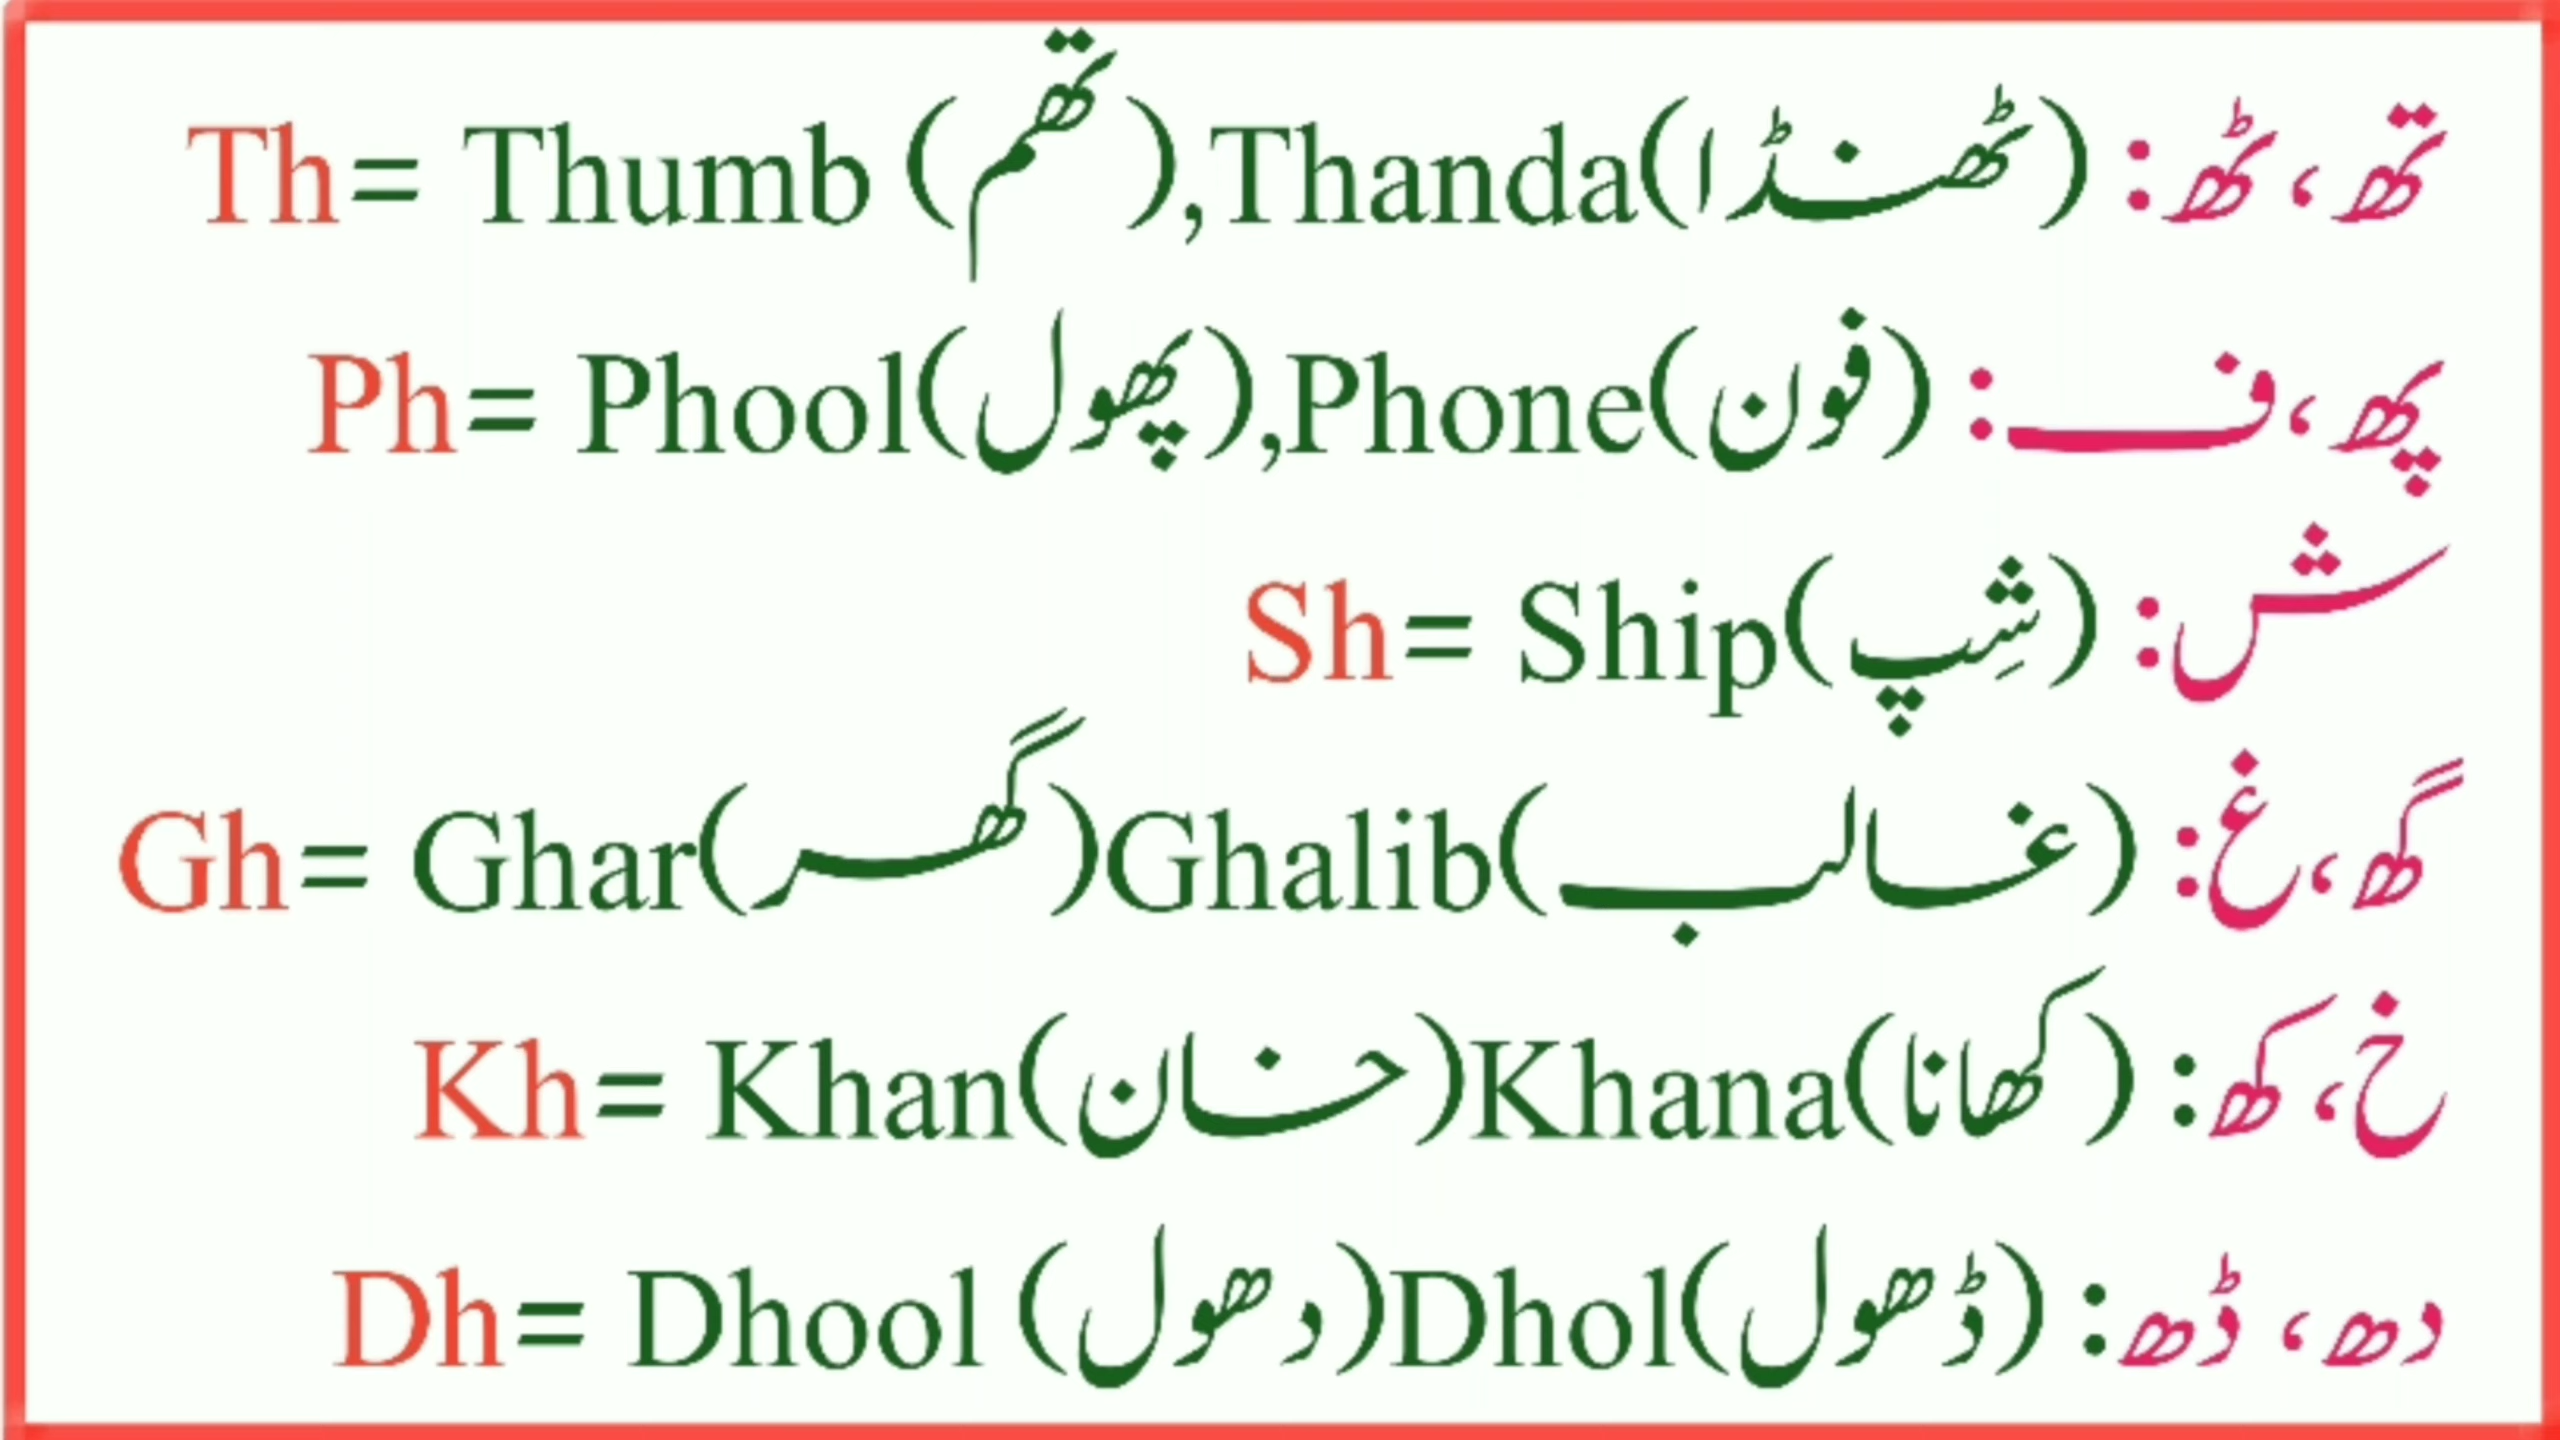 تھ، ٹھ: Th= Thumb (تھم),Thanda(ٹھنڈا)
پھ،ف: Ph= Phool(پھول),Phone(فون)
ش: Sh= Ship(شِپ)
گھ،غ: Gh= Ghar(گھر)Ghalib(غالب)
خ، کھ: Kh= Khan(خان)Khana(کھانا)
دھ، ڈھ: Dh= Dhool (دھول)Dhol(ڈھول)